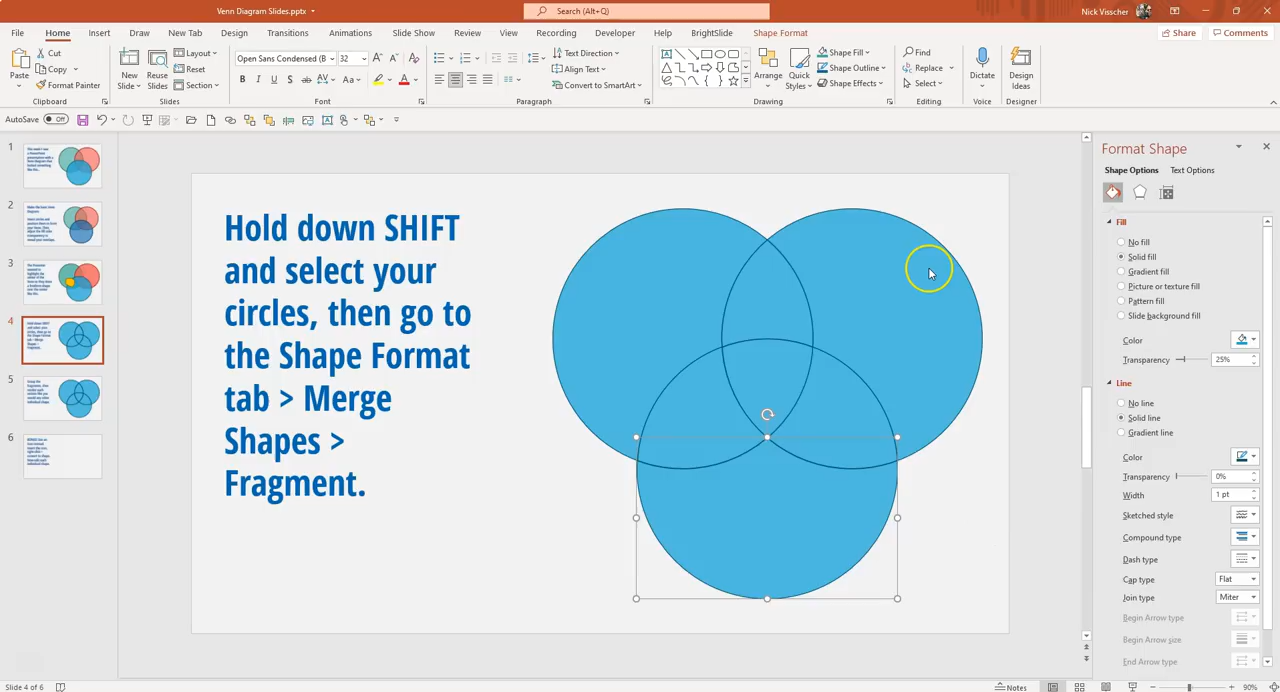 Venn Diagram Slides.pptx
Search (Alt+Q)
Nick Visscher
File Home Insert Draw New Tab Design Transitions Animations Slide Show Review View Recording Developer Help BrightSlide Shape Format Share Comments
Paste
Cut
Copy
Format Painter
Clipboard
New Slide
Reuse Slides
Layout
Reset
Section
Slides
Open Sans Condensed (B 32
Font
Text Direction
Align Text
Convert to SmartArt
Paragraph
Arrange
Quick Styles
Shape Fill
Shape Outline
Shape Effects
Drawing
Find
Replace
Select
Editing
Dictate
Voice
Design Ideas
Designer
AutoSave Off
1
2
3
4
5
6
Hold down SHIFT
and select your
circles, then go to
the Shape Format
tab > Merge
Shapes >
Fragment.
Format Shape
Shape Options Text Options
Fill
No fill
Solid fill
Gradient fill
Picture or texture fill
Pattern fill
Slide background fill
Color
Transparency 25%
Line
No line
Solid line
Gradient line
Color
Transparency 0%
Width 1 pt
Sketched style
Compound type
Dash type
Cap type Flat
Join type Miter
Begin Arrow type
Begin Arrow size
End Arrow type
Slide 4 of 6
Notes
90%